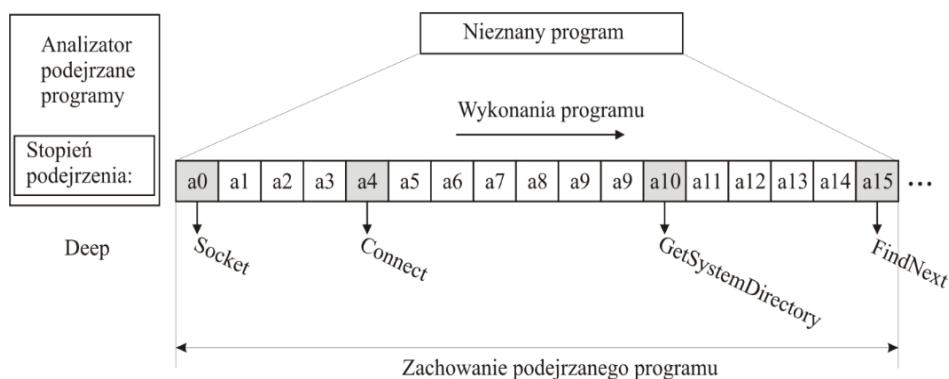 Nieznany program
Analizator
podejrzane
programy
Wykonania programu
Stopień
podejrzenia:
a0 a1 a2 a3 a4 a5 a6 a7 a8 a9 a9 a10 a11 a12 a13 a14 a15 ...
Deep
Socket
Connect
GetSystemDirectory
FindNext
Zachowanie podejrzanego programu